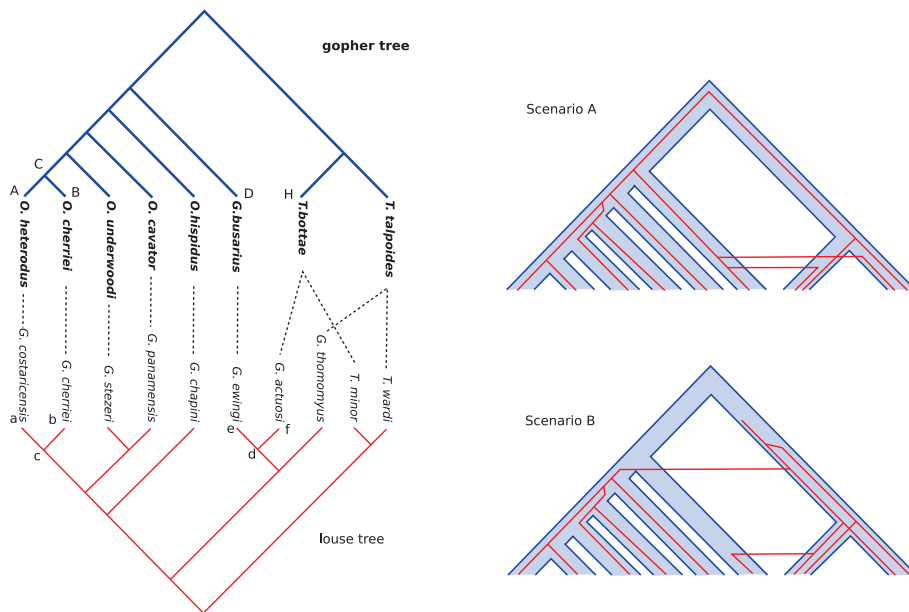 gopher tree
C
A
B
D
H
O. heterodus
O. cherriei
O. underwoodi
O. cavator
O.hispidus
G.busarius
T.bottae
T. talpoides
G. costaricensis
G. cherriei
G. stezeri
G. panamensis
G. chapini
G. ewingi
G. actuosi
G. thomomyus
T. minor
T. wardi
a
b
c
e
f
d
louse tree
Scenario A
Scenario B